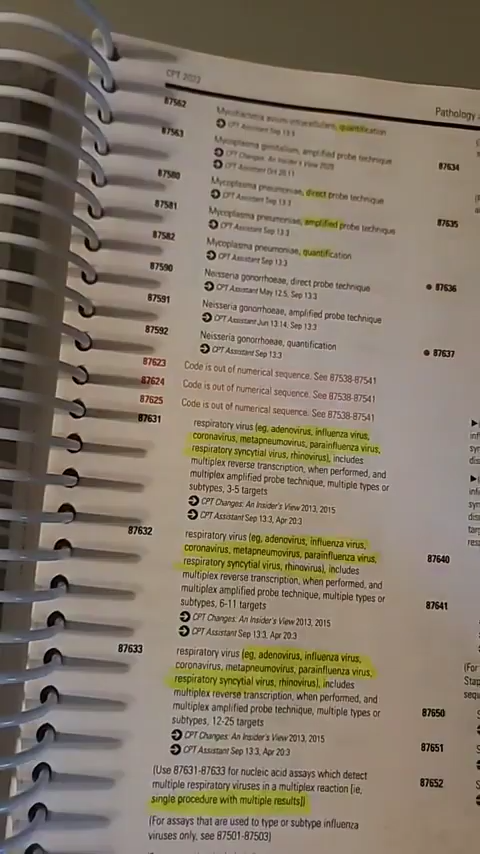 CPT 2022
Pathology
87562
Mycobacteria avium-intracellulare, quantification
CPT Assistant Sep 13:3
87563
Mycoplasma genitalium, amplified probe technique
CPT Changes: An Insider's View 2020
CPT Assistant Oct 20:11
87580
Mycoplasma pneumoniae, direct probe technique
CPT Assistant Sep 13:3
87581
Mycoplasma pneumoniae, amplified probe technique
CPT Assistant Sep 13:3
87582
Mycoplasma pneumoniae, quantification
CPT Assistant Sep 13:3
87590
Neisseria gonorrhoeae, direct probe technique
CPT Assistant May 12:5, Sep 13:3
87591
Neisseria gonorrhoeae, amplified probe technique
CPT Assistant Jun 13:14, Sep 13:3
87592
Neisseria gonorrhoeae, quantification
CPT Assistant Sep 13:3
87623
Code is out of numerical sequence. See 87538-87541
87624
Code is out of numerical sequence. See 87538-87541
87625
Code is out of numerical sequence. See 87538-87541
87631
respiratory virus (eg, adenovirus, influenza virus,
coronavirus, metapneumovirus, parainfluenza virus,
respiratory syncytial virus, rhinovirus), includes
multiplex reverse transcription, when performed, and
multiplex amplified probe technique, multiple types or
subtypes, 3-5 targets
CPT Changes: An Insider's View 2013, 2015
CPT Assistant Sep 13:3, Apr 20:3
87632
respiratory virus (eg, adenovirus, influenza virus,
coronavirus, metapneumovirus, parainfluenza virus,
respiratory syncytial virus, rhinovirus), includes
multiplex reverse transcription, when performed, and
multiplex amplified probe technique, multiple types or
subtypes, 6-11 targets
CPT Changes: An Insider's View 2013, 2015
CPT Assistant Sep 13:3, Apr 20:3
87633
respiratory virus (eg, adenovirus, influenza virus,
coronavirus, metapneumovirus, parainfluenza virus,
respiratory syncytial virus, rhinovirus), includes
multiplex reverse transcription, when performed, and
multiplex amplified probe technique, multiple types or
subtypes, 12-25 targets
CPT Changes: An Insider's View 2013, 2015
CPT Assistant Sep 13:3, Apr 20:3
(Use 87631-87633 for nucleic acid assays which detect
multiple respiratory viruses in a multiplex reaction [ie,
single procedure with multiple results])
(For assays that are used to type or subtype influenza
viruses only, see 87501-87503)
87634
87635
87636
87637
87640
87641
(For
87650
87651
87652